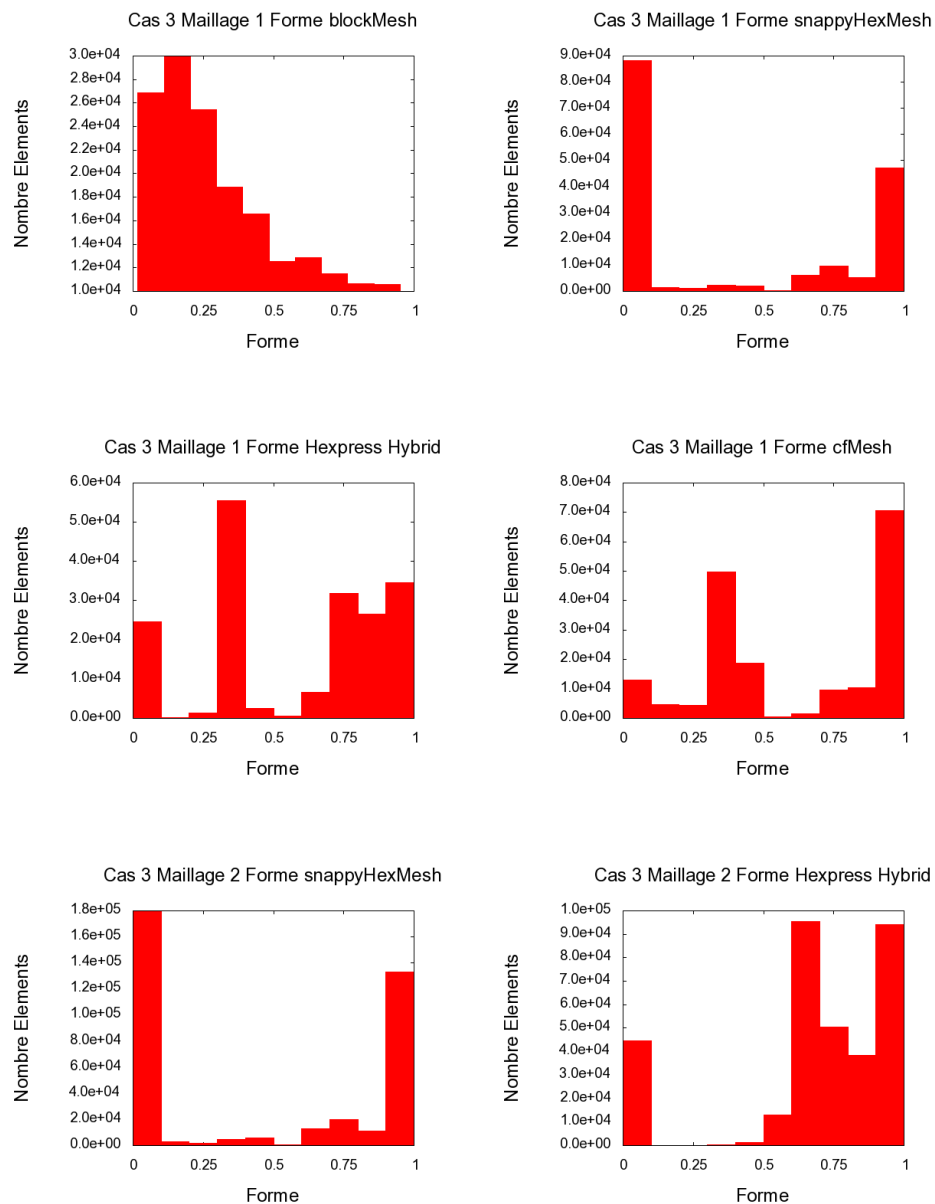 Cas 3 Maillage 1 Forme blockMesh
Nombre Elements
3.0e+04
2.8e+04
2.6e+04
2.4e+04
2.2e+04
2.0e+04
1.8e+04
1.6e+04
1.4e+04
1.2e+04
1.0e+04
0 0.25 0.5 0.75 1
Forme
Cas 3 Maillage 1 Forme snappyHexMesh
Nombre Elements
9.0e+04
8.0e+04
7.0e+04
6.0e+04
5.0e+04
4.0e+04
3.0e+04
2.0e+04
1.0e+04
0.0e+00
0 0.25 0.5 0.75 1
Forme
Cas 3 Maillage 1 Forme Hexpress Hybrid
Nombre Elements
6.0e+04
5.0e+04
4.0e+04
3.0e+04
2.0e+04
1.0e+04
0.0e+00
0 0.25 0.5 0.75 1
Forme
Cas 3 Maillage 1 Forme cfMesh
Nombre Elements
8.0e+04
7.0e+04
6.0e+04
5.0e+04
4.0e+04
3.0e+04
2.0e+04
1.0e+04
0.0e+00
0 0.25 0.5 0.75 1
Forme
Cas 3 Maillage 2 Forme snappyHexMesh
Nombre Elements
1.8e+05
1.6e+05
1.4e+05
1.2e+05
1.0e+05
8.0e+04
6.0e+04
4.0e+04
2.0e+04
0.0e+00
0 0.25 0.5 0.75 1
Forme
Cas 3 Maillage 2 Forme Hexpress Hybrid
Nombre Elements
1.0e+05
9.0e+04
8.0e+04
7.0e+04
6.0e+04
5.0e+04
4.0e+04
3.0e+04
2.0e+04
1.0e+04
0.0e+00
0 0.25 0.5 0.75 1
Forme